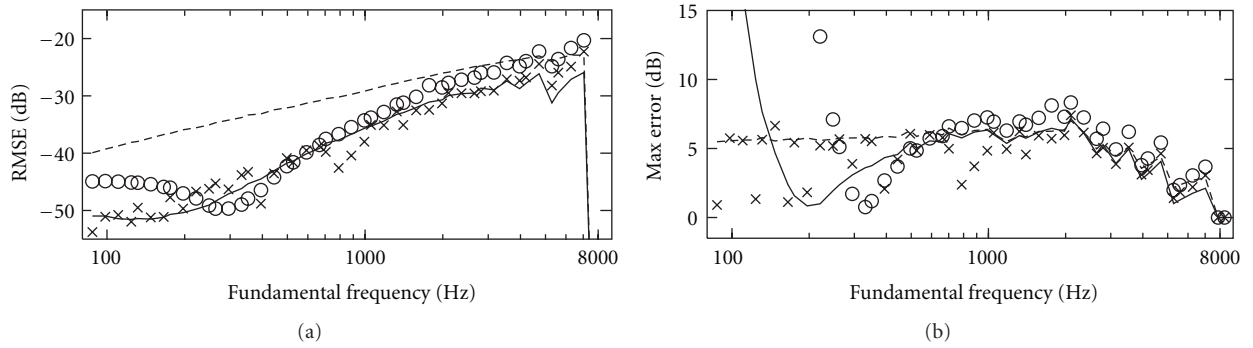 −20
−30
−40
−50
RMSE (dB)
100
1000
8000
Fundamental frequency (Hz)
(a)
15
10
5
0
Max error (dB)
100
1000
8000
Fundamental frequency (Hz)
(b)